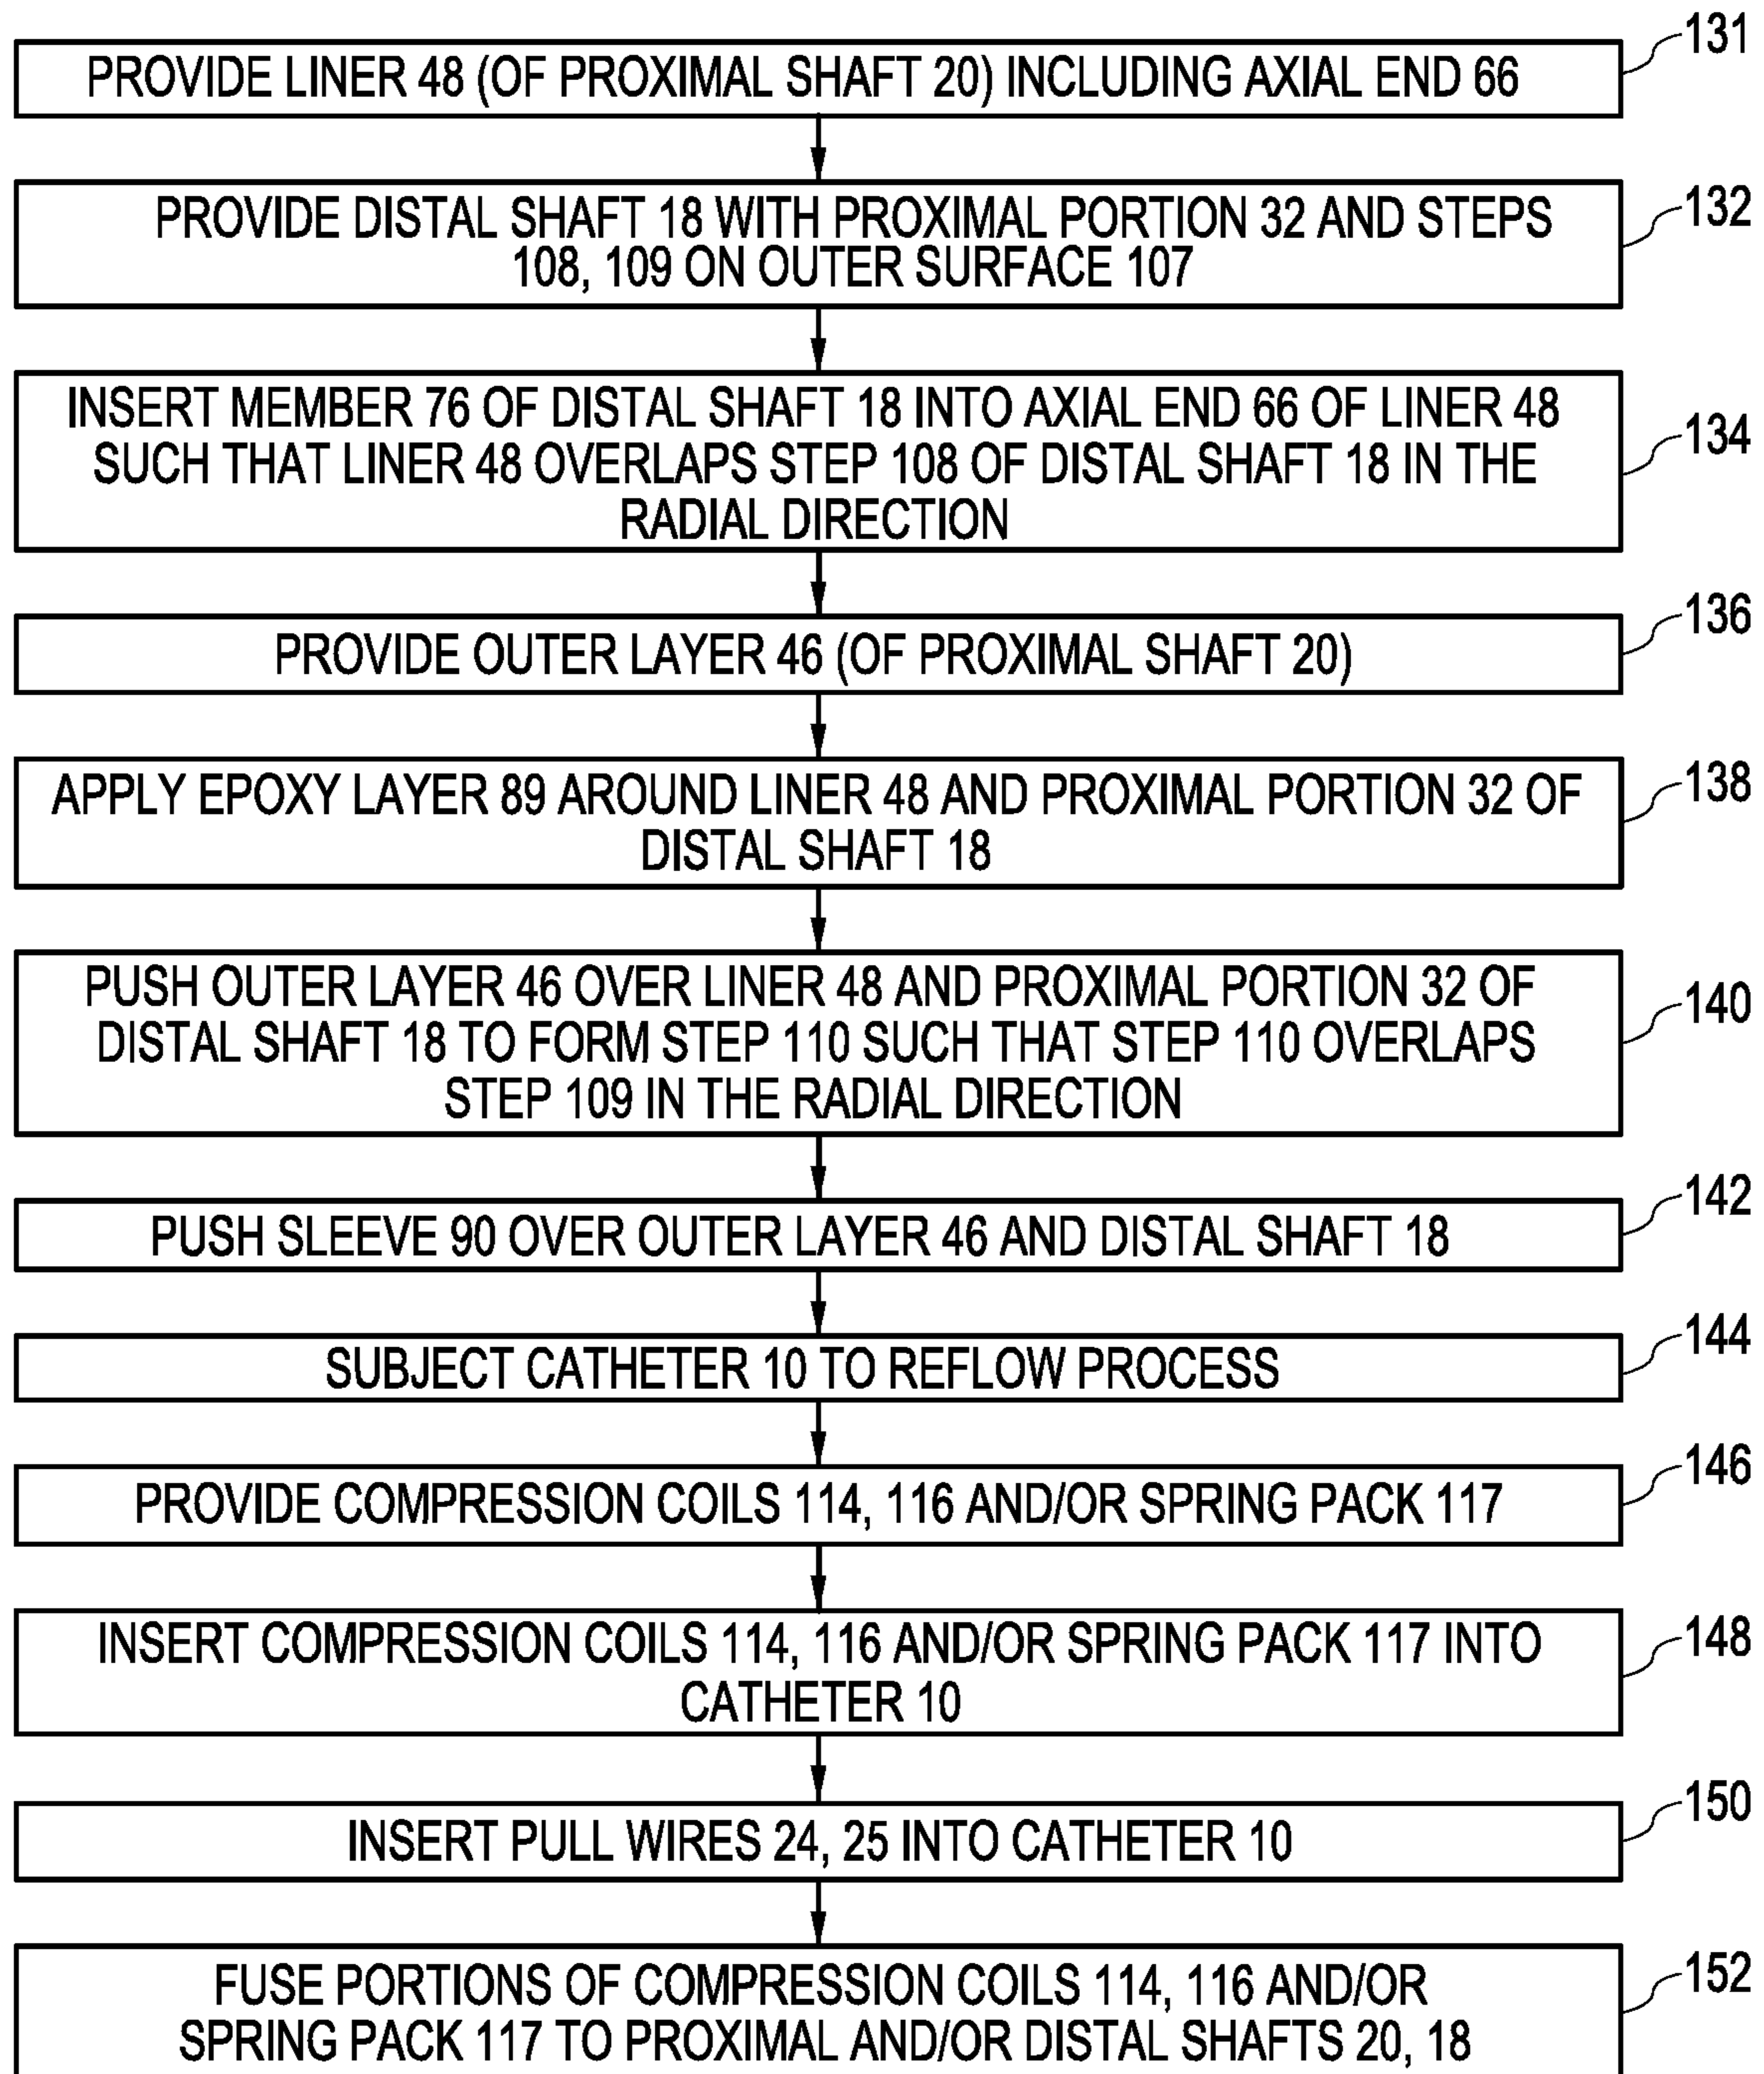 131
PROVIDE LINER 48 (OF PROXIMAL SHAFT 20) INCLUDING AXIAL END 66
132
PROVIDE DISTAL SHAFT 18 WITH PROXIMAL PORTION 32 AND STEPS
108, 109 ON OUTER SURFACE 107
134
INSERT MEMBER 76 OF DISTAL SHAFT 18 INTO AXIAL END 66 OF LINER 48
SUCH THAT LINER 48 OVERLAPS STEP 108 OF DISTAL SHAFT 18 IN THE
RADIAL DIRECTION
136
PROVIDE OUTER LAYER 46 (OF PROXIMAL SHAFT 20)
138
APPLY EPOXY LAYER 89 AROUND LINER 48 AND PROXIMAL PORTION 32 OF
DISTAL SHAFT 18
140
PUSH OUTER LAYER 46 OVER LINER 48 AND PROXIMAL PORTION 32 OF
DISTAL SHAFT 18 TO FORM STEP 110 SUCH THAT STEP 110 OVERLAPS
STEP 109 IN THE RADIAL DIRECTION
142
PUSH SLEEVE 90 OVER OUTER LAYER 46 AND DISTAL SHAFT 18
144
SUBJECT CATHETER 10 TO REFLOW PROCESS
146
PROVIDE COMPRESSION COILS 114, 116 AND/OR SPRING PACK 117
148
INSERT COMPRESSION COILS 114, 116 AND/OR SPRING PACK 117 INTO
CATHETER 10
150
INSERT PULL WIRES 24, 25 INTO CATHETER 10
152
FUSE PORTIONS OF COMPRESSION COILS 114, 116 AND/OR
SPRING PACK 117 TO PROXIMAL AND/OR DISTAL SHAFTS 20, 18